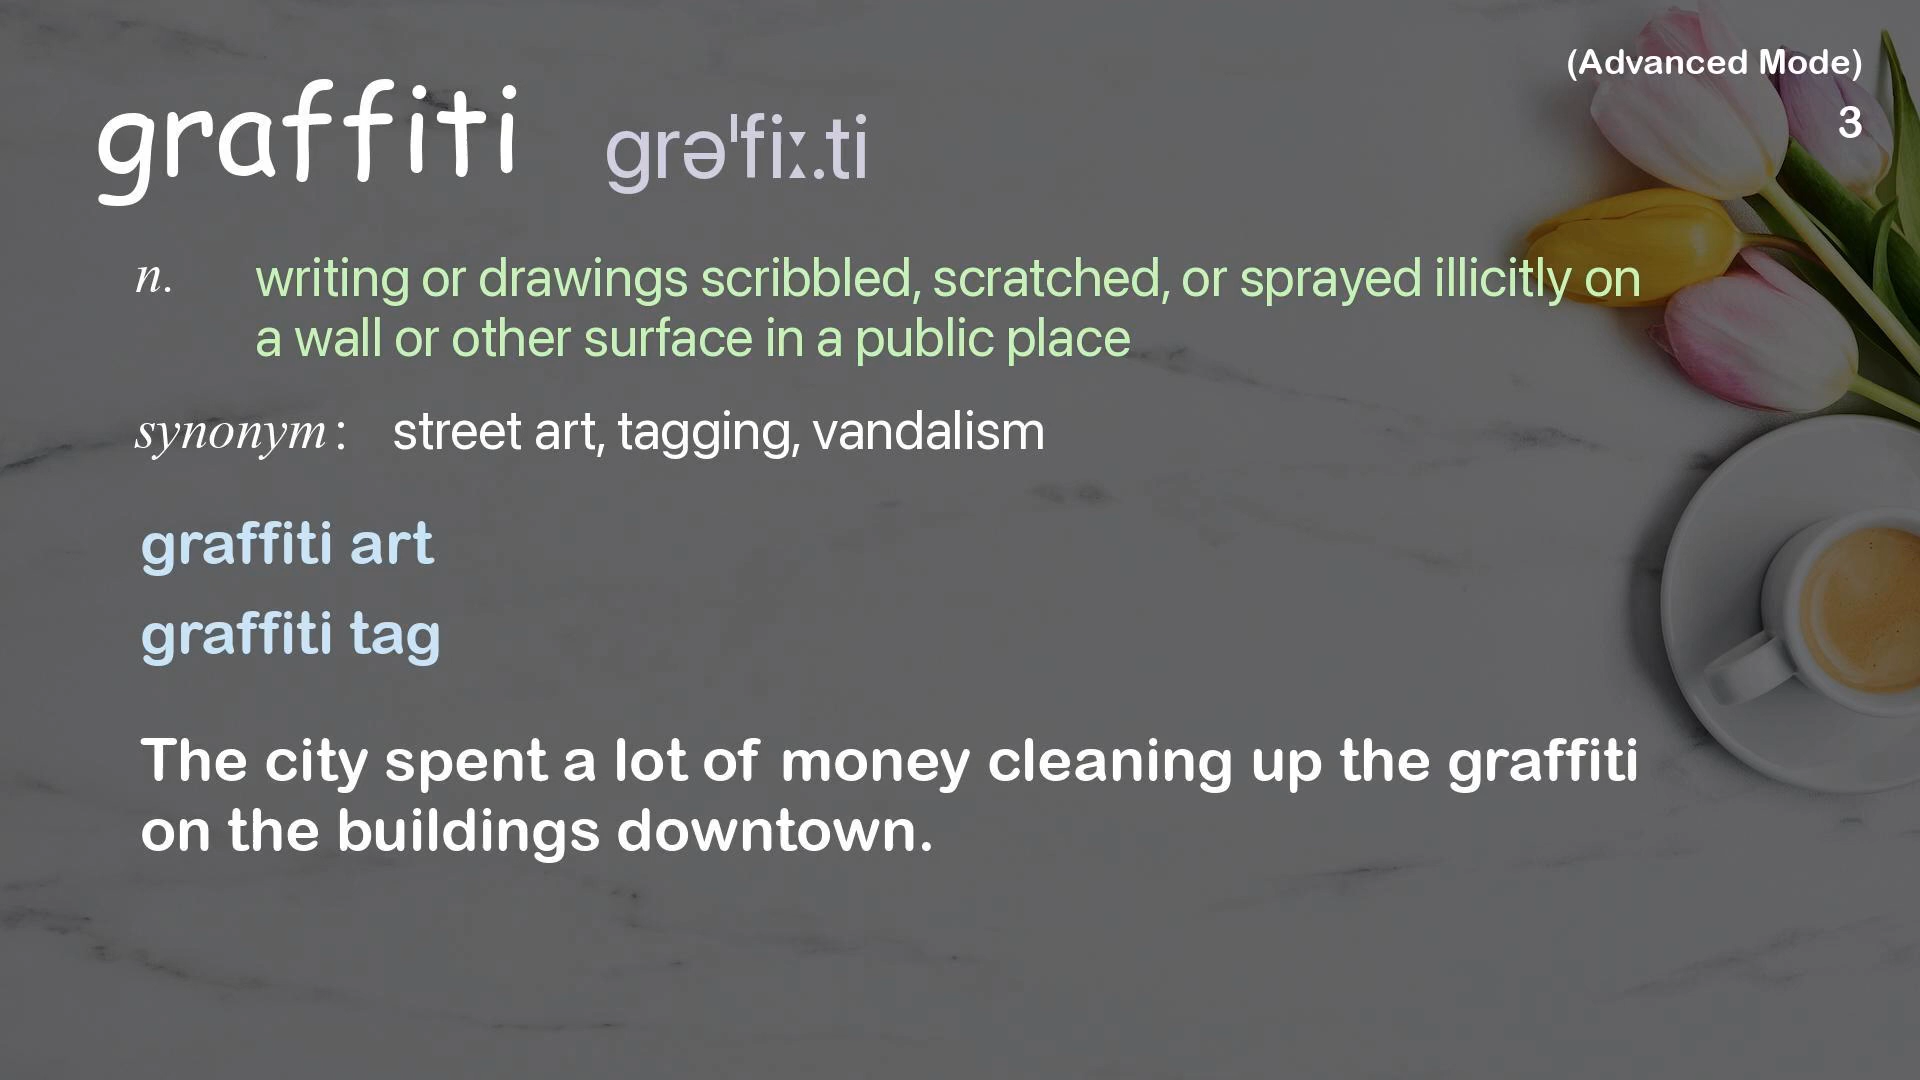 (Advanced Mode)
3
graffiti grəˈfiː.ti
n. writing or drawings scribbled, scratched, or sprayed illicitly on
a wall or other surface in a public place
synonym: street art, tagging, vandalism
graffiti art
graffiti tag
The city spent a lot of money cleaning up the graffiti
on the buildings downtown.